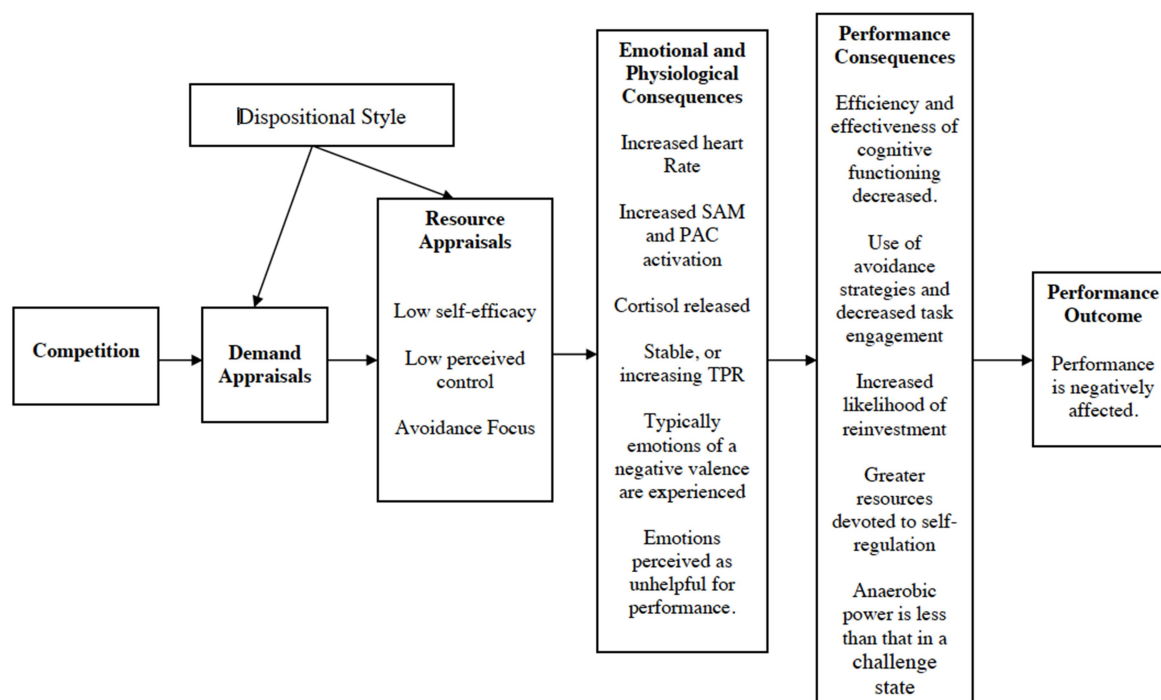 Dispositional Style
Competition
Demand
Appraisals
Resource
Appraisals
Low self-efficacy
Low perceived
control
Avoidance Focus
Emotional and
Physiological
Consequences
Increased heart
Rate
Increased SAM
and PAC
activation
Cortisol released
Stable, or
increasing TPR
Typically
emotions of a
negative valence
are experienced
Emotions
perceived as
unhelpful for
performance.
Performance
Consequences
Efficiency and
effectiveness of
cognitive
functioning
decreased.
Use of
avoidance
strategies and
decreased task
engagement
Increased
likelihood of
reinvestment
Greater
resources
devoted to self-
regulation
Anaerobic
power is less
than that in a
challenge
state
Performance
Outcome
Performance
is negatively
affected.